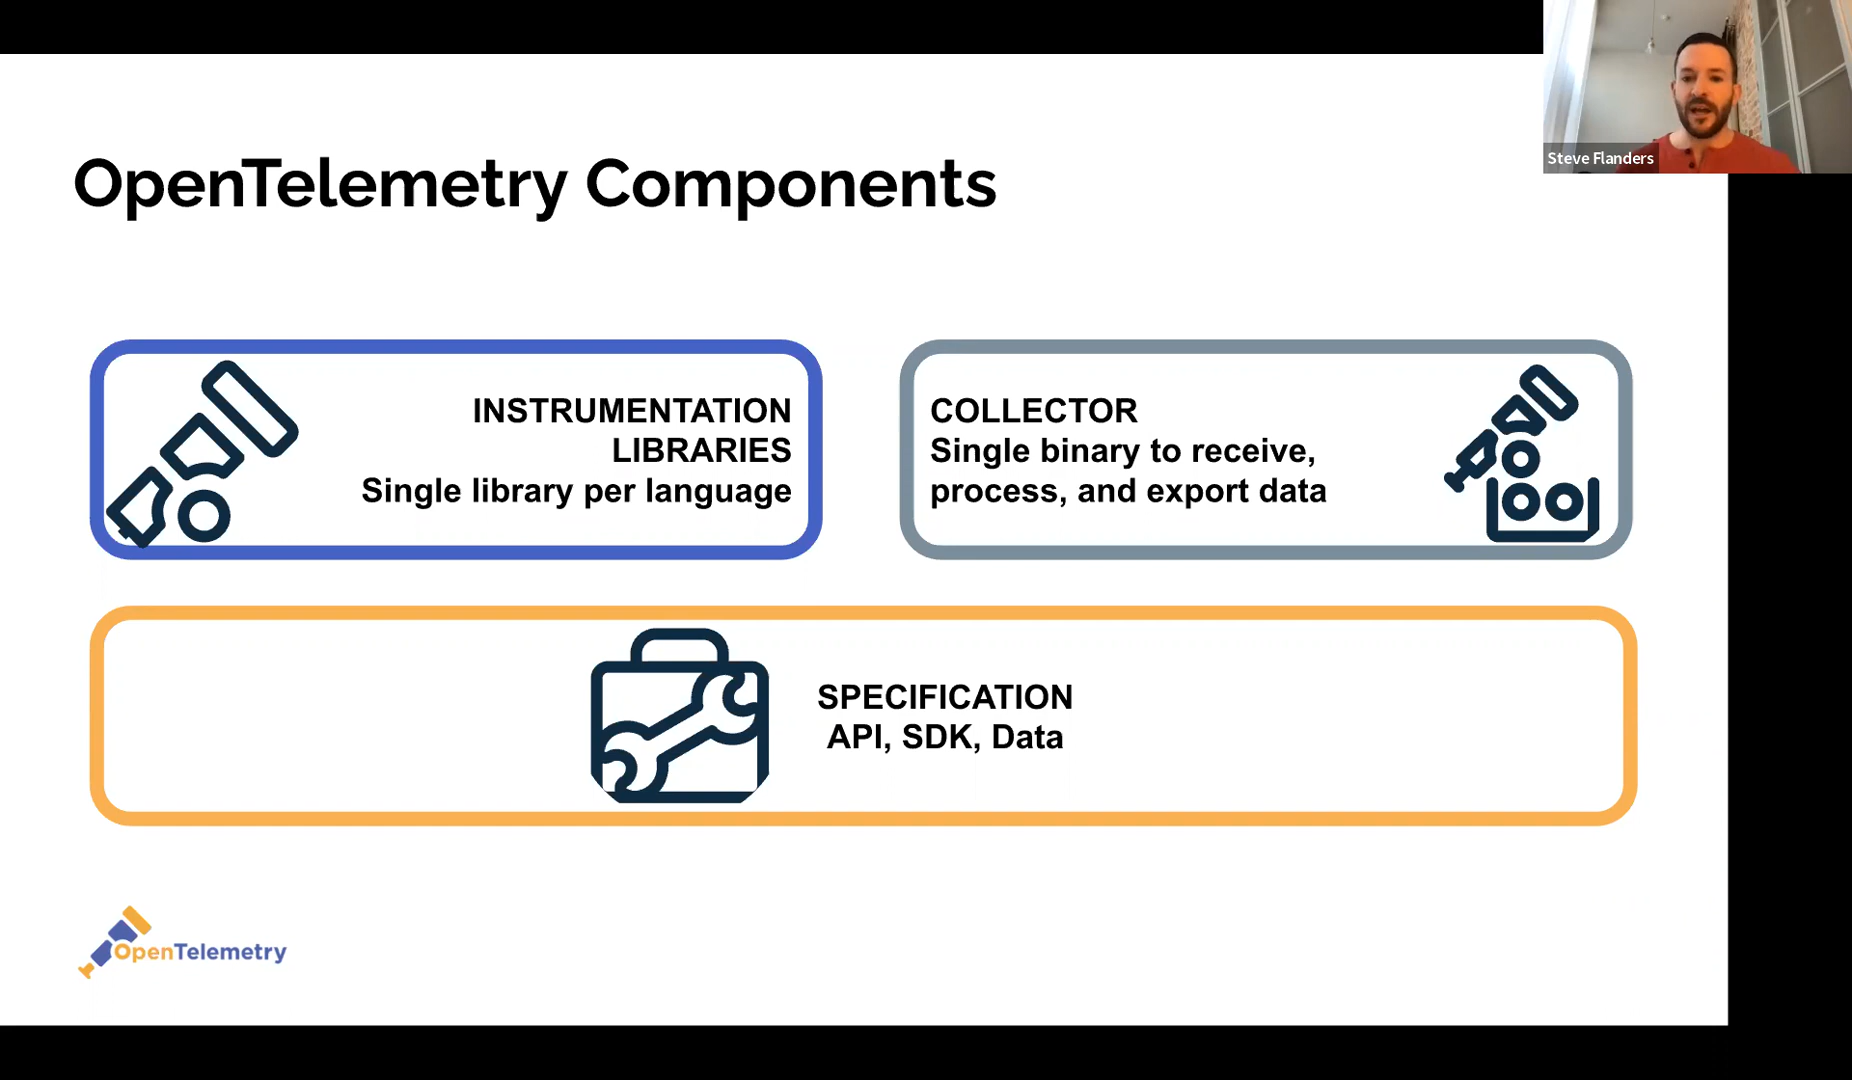 Steve Flanders
OpenTelemetry Components
INSTRUMENTATION
LIBRARIES
Single library per language
COLLECTOR
Single binary to receive,
process, and export data
SPECIFICATION
API, SDK, Data
OpenTelemetry